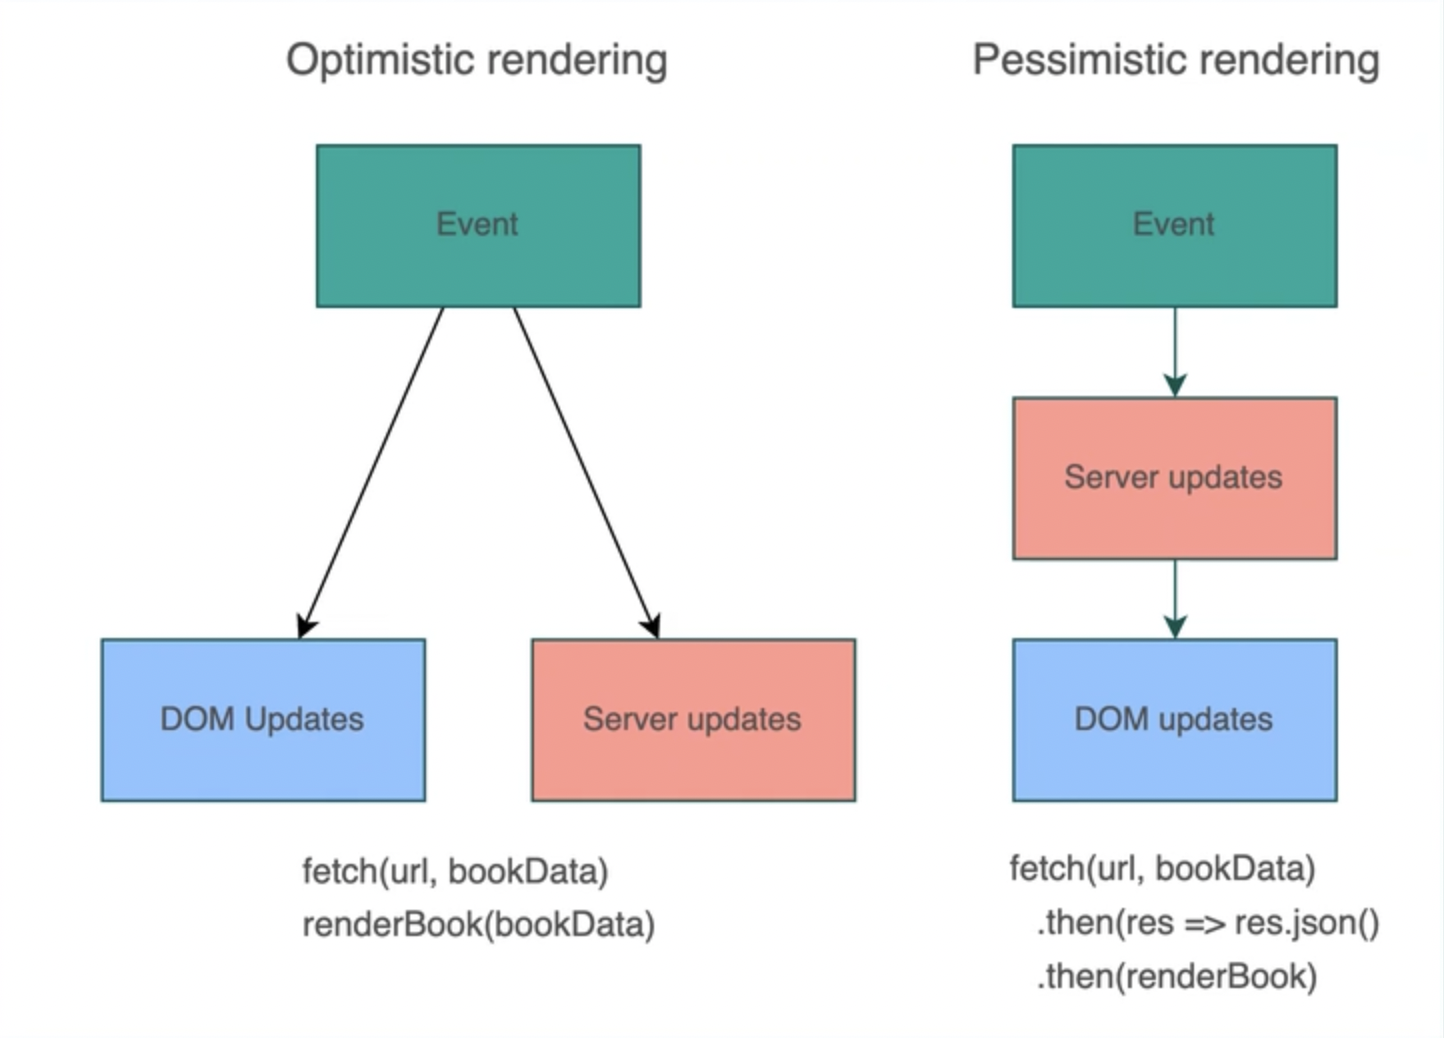 Optimistic rendering
Event
DOM Updates
Server updates
fetch(url, bookData)
renderBook(bookData)
Pessimistic rendering
Event
Server updates
DOM updates
fetch(url, bookData)
.then(res => res.json()
.then(renderBook)